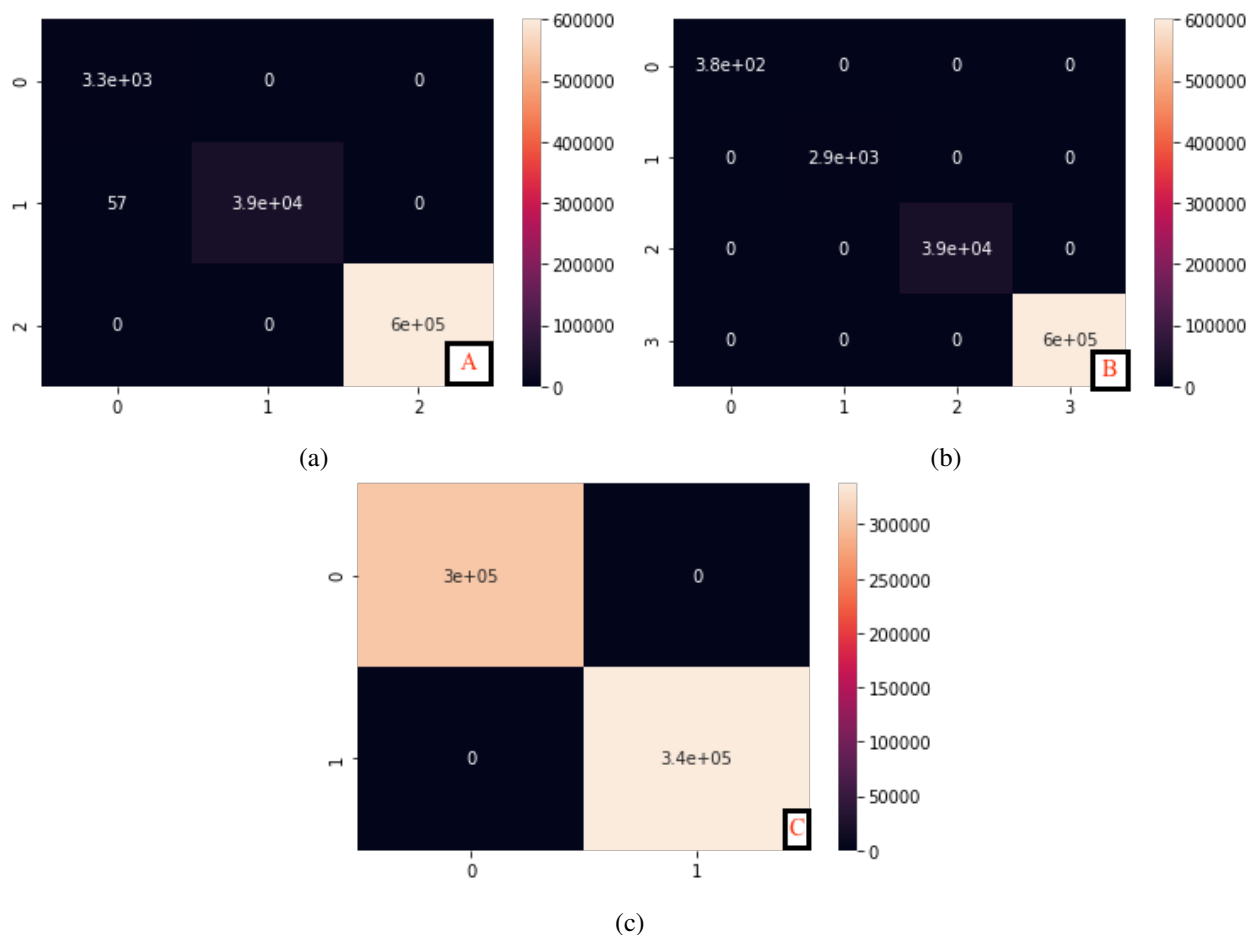 600000
0 3.3e+03 0 0 500000
400000
1 57 3.9e+04 0 300000
200000
100000
2 0 0 6e+05
A 0
0 1 2
(a)
600000
0 3.8e+02 0 0 0 500000
400000
1 0 2.9e+03 0 0
300000
2 0 0 3.9e+04 0 200000
100000
3 0 0 0 6e+05
B 0
0 1 2 3
(b)
300000
0 3e+05 0 250000
200000
150000
1 0 3.4e+05 100000
50000
C 0
0 1
(c)